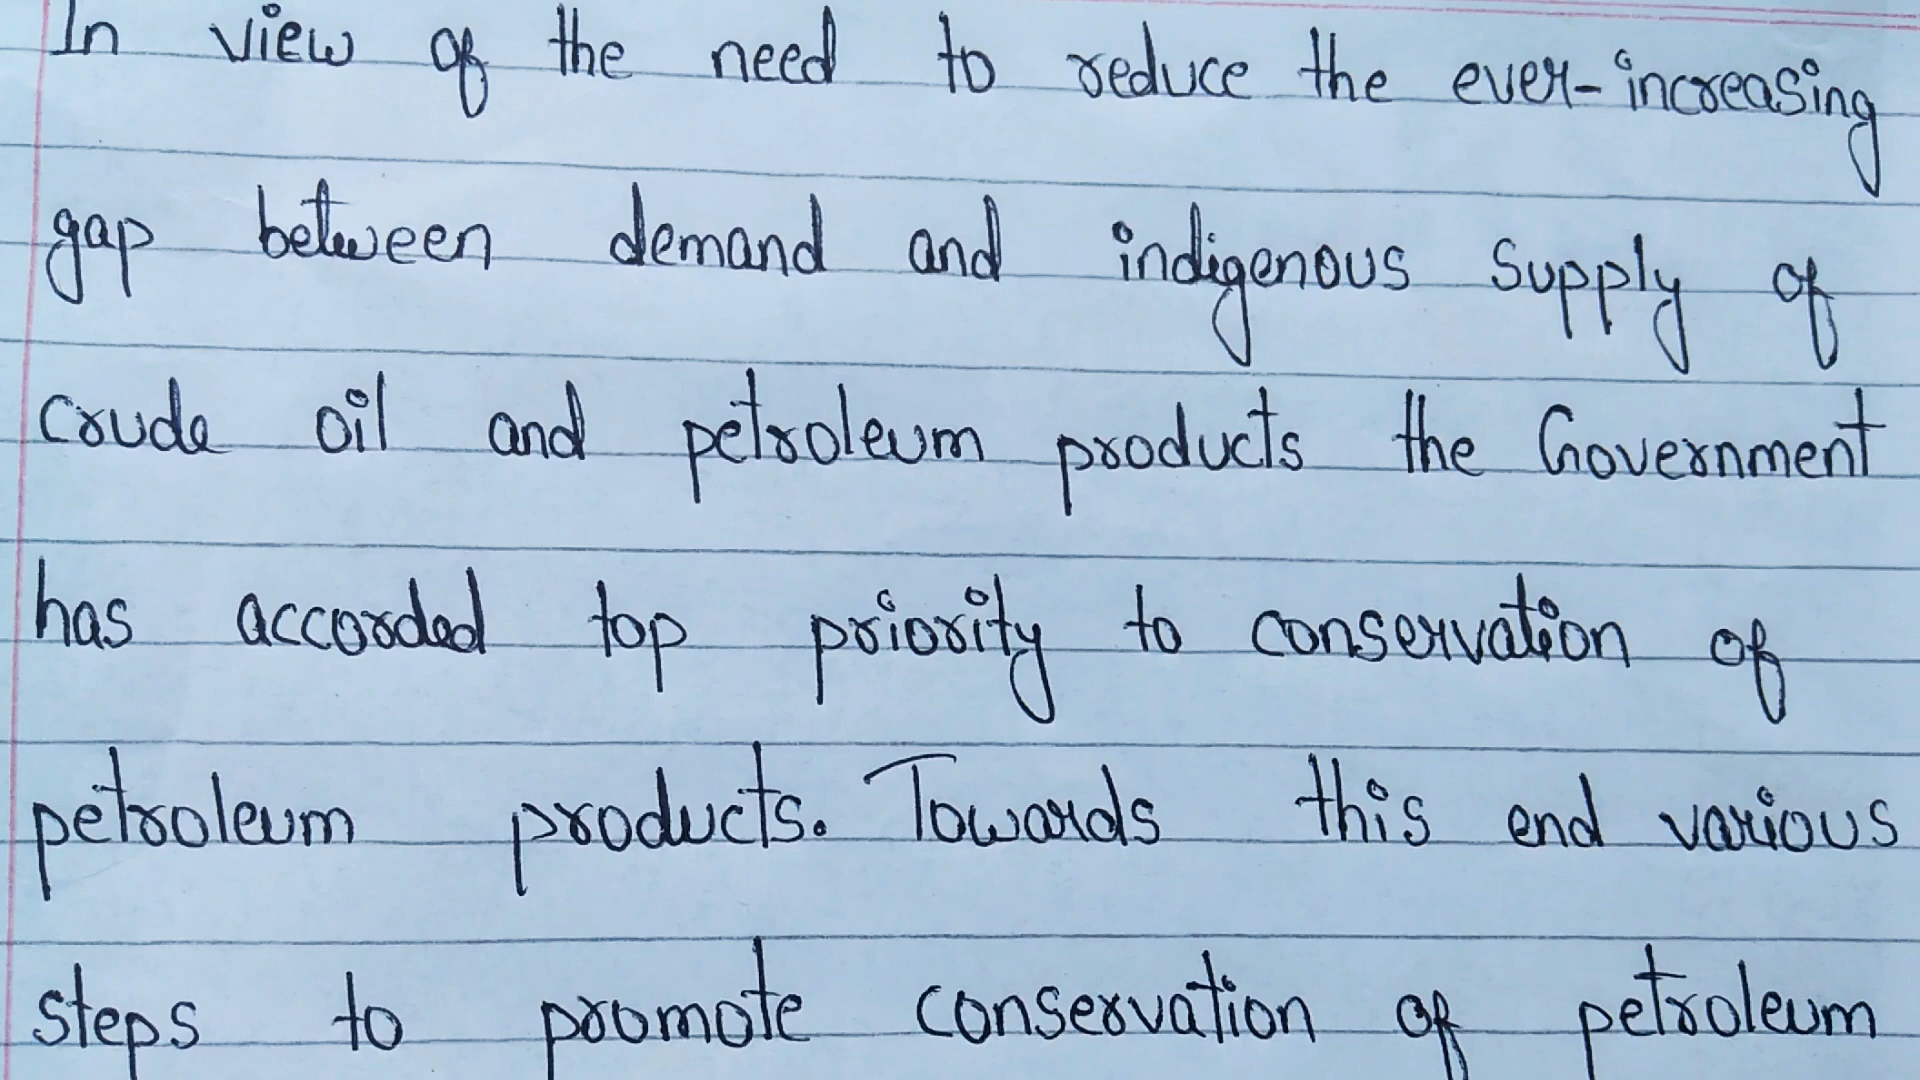 In view of the need to reduce the ever-increasing
gap between demand and indigenous supply of
crude oil and petroleum products the Government
has accorded top priority to conservation of
petroleum products. Towards this end various
steps to promote conservation of petroleum